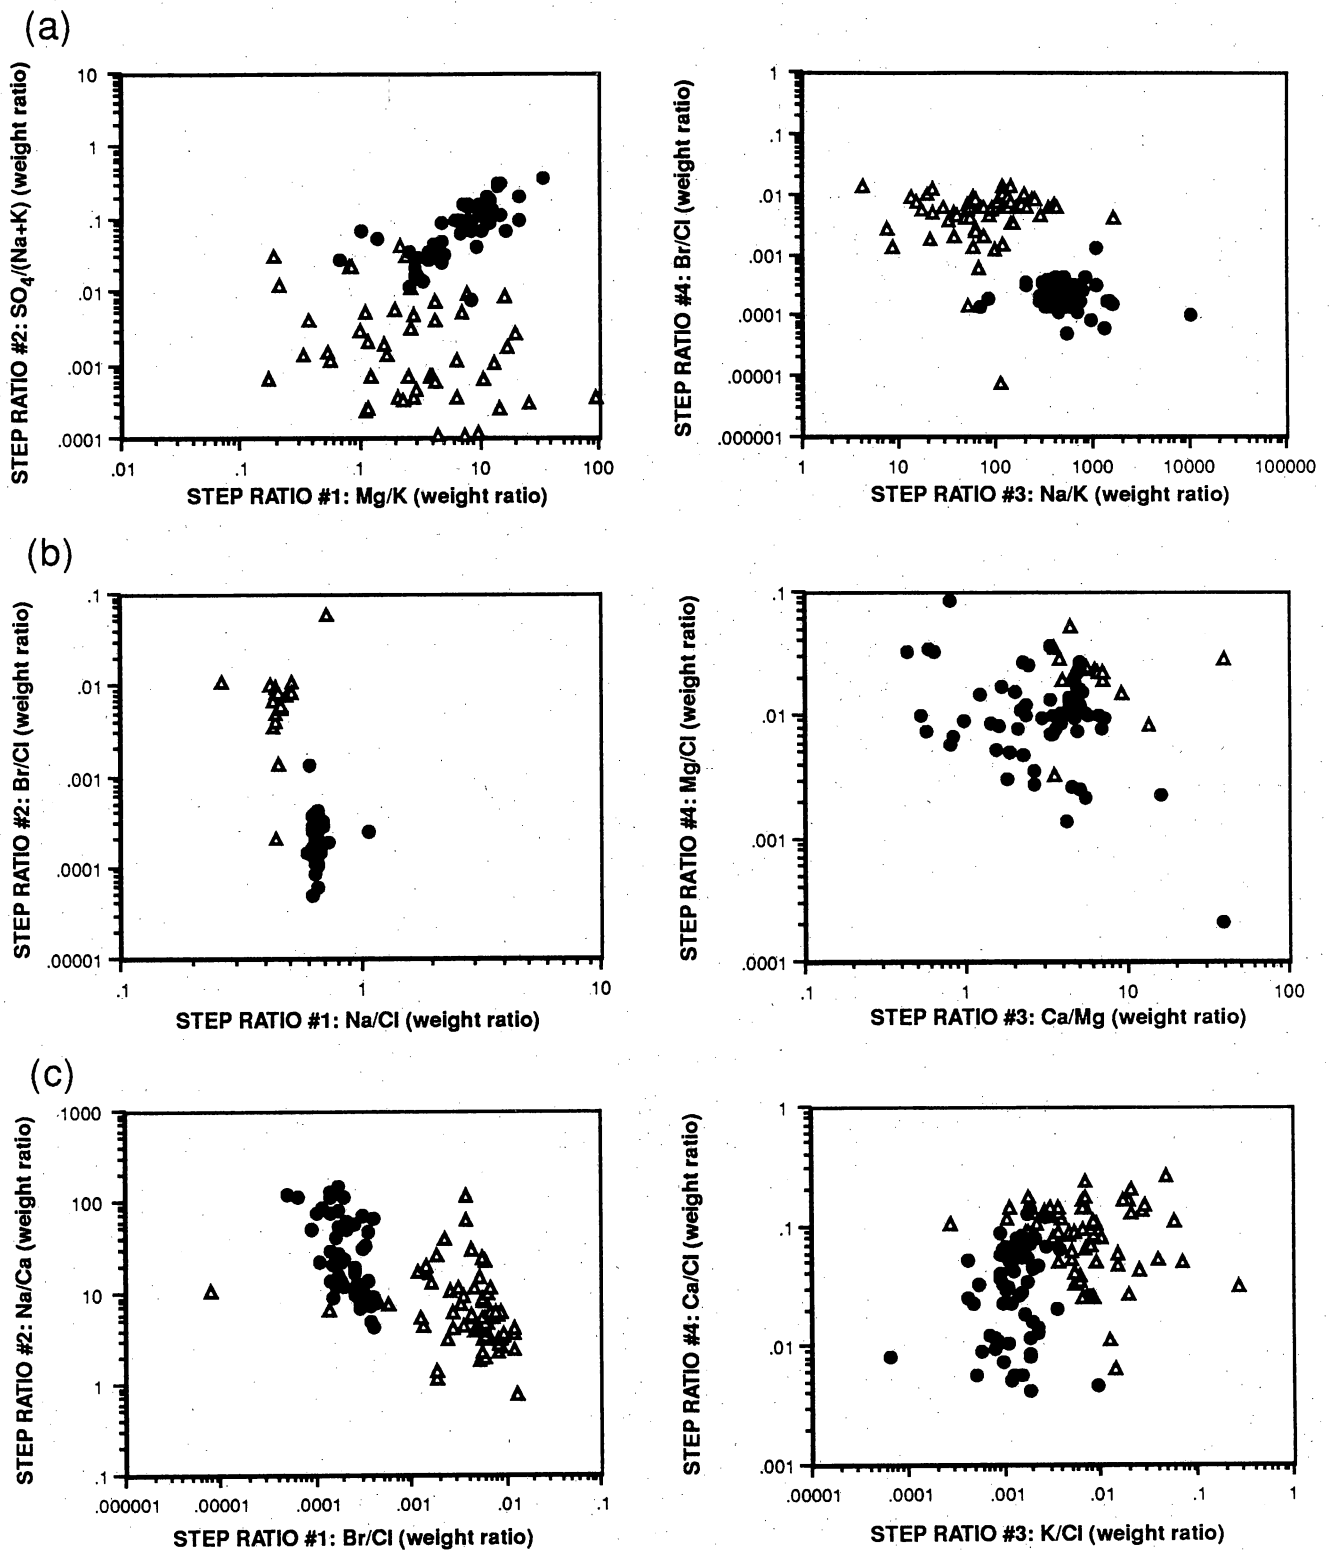 (a)
STEP RATIO #2: SO4/(Na+K) (weight ratio)
10
1
.1
.01
.001
.0001
.01 .1 1 10 100
STEP RATIO #1: Mg/K (weight ratio)
STEP RATIO #4: Br/Cl (weight ratio)
1
.1
.01
.001
.0001
.00001
.000001
1 10 100 1000 10000 100000
STEP RATIO #3: Na/K (weight ratio)
(b)
STEP RATIO #2: Br/Cl (weight ratio)
.1
.01
.001
.0001
.00001
.1 1 10
STEP RATIO #1: Na/Cl (weight ratio)
STEP RATIO #4: Mg/Cl (weight ratio)
.1
.01
.001
.0001
.1 1 10 100
STEP RATIO #3: Ca/Mg (weight ratio)
(c)
STEP RATIO #2: Na/Ca (weight ratio)
1000
100
10
1
.1
.000001 .00001 .0001 .001 .01 .1
STEP RATIO #1: Br/Cl (weight ratio)
STEP RATIO #4: Ca/Cl (weight ratio)
1
.1
.01
.001
.00001 .0001 .001 .01 .1 1
STEP RATIO #3: K/Cl (weight ratio)